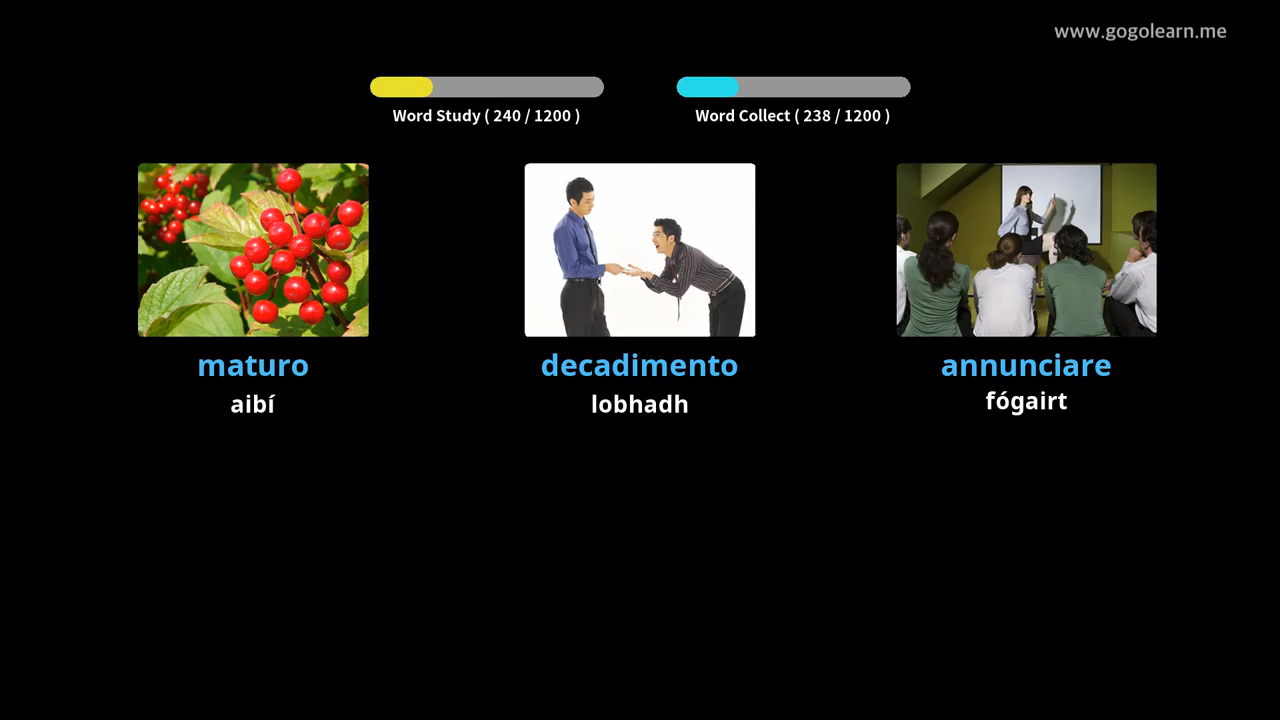 www.gogolearn.me
Word Study ( 240 / 1200 )
Word Collect ( 238 / 1200 )
maturo
decadimento
annunciare
aibí
lobhadh
fógairt